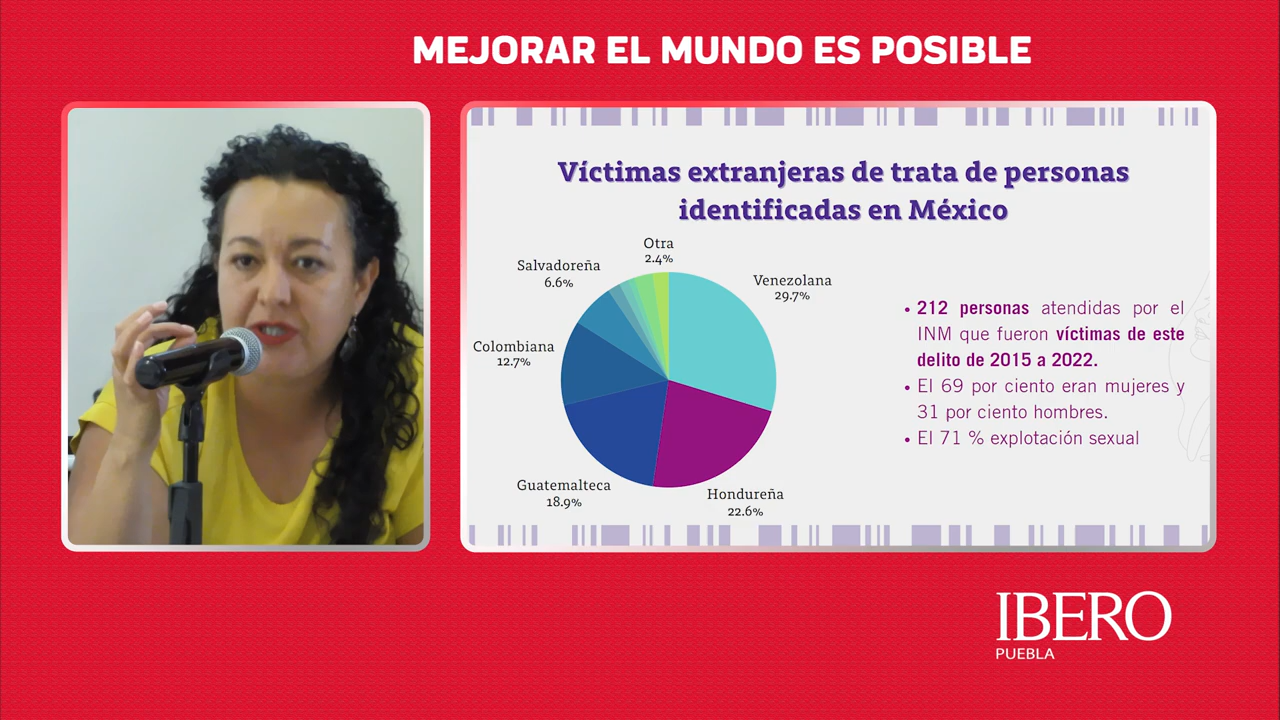 MEJORAR EL MUNDO ES POSIBLE
Víctimas extranjeras de trata de personas
identificadas en México
Otra
2.4%
Salvadoreña
6.6%
Venezolana
29.7%
Colombiana
12.7%
Guatemalteca
18.9%
Hondureña
22.6%
• 212 personas atendidas por el
INM que fueron víctimas de este
delito de 2015 a 2022.
• El 69 por ciento eran mujeres y
31 por ciento hombres.
• El 71 % explotación sexual
IBERO
PUEBLA